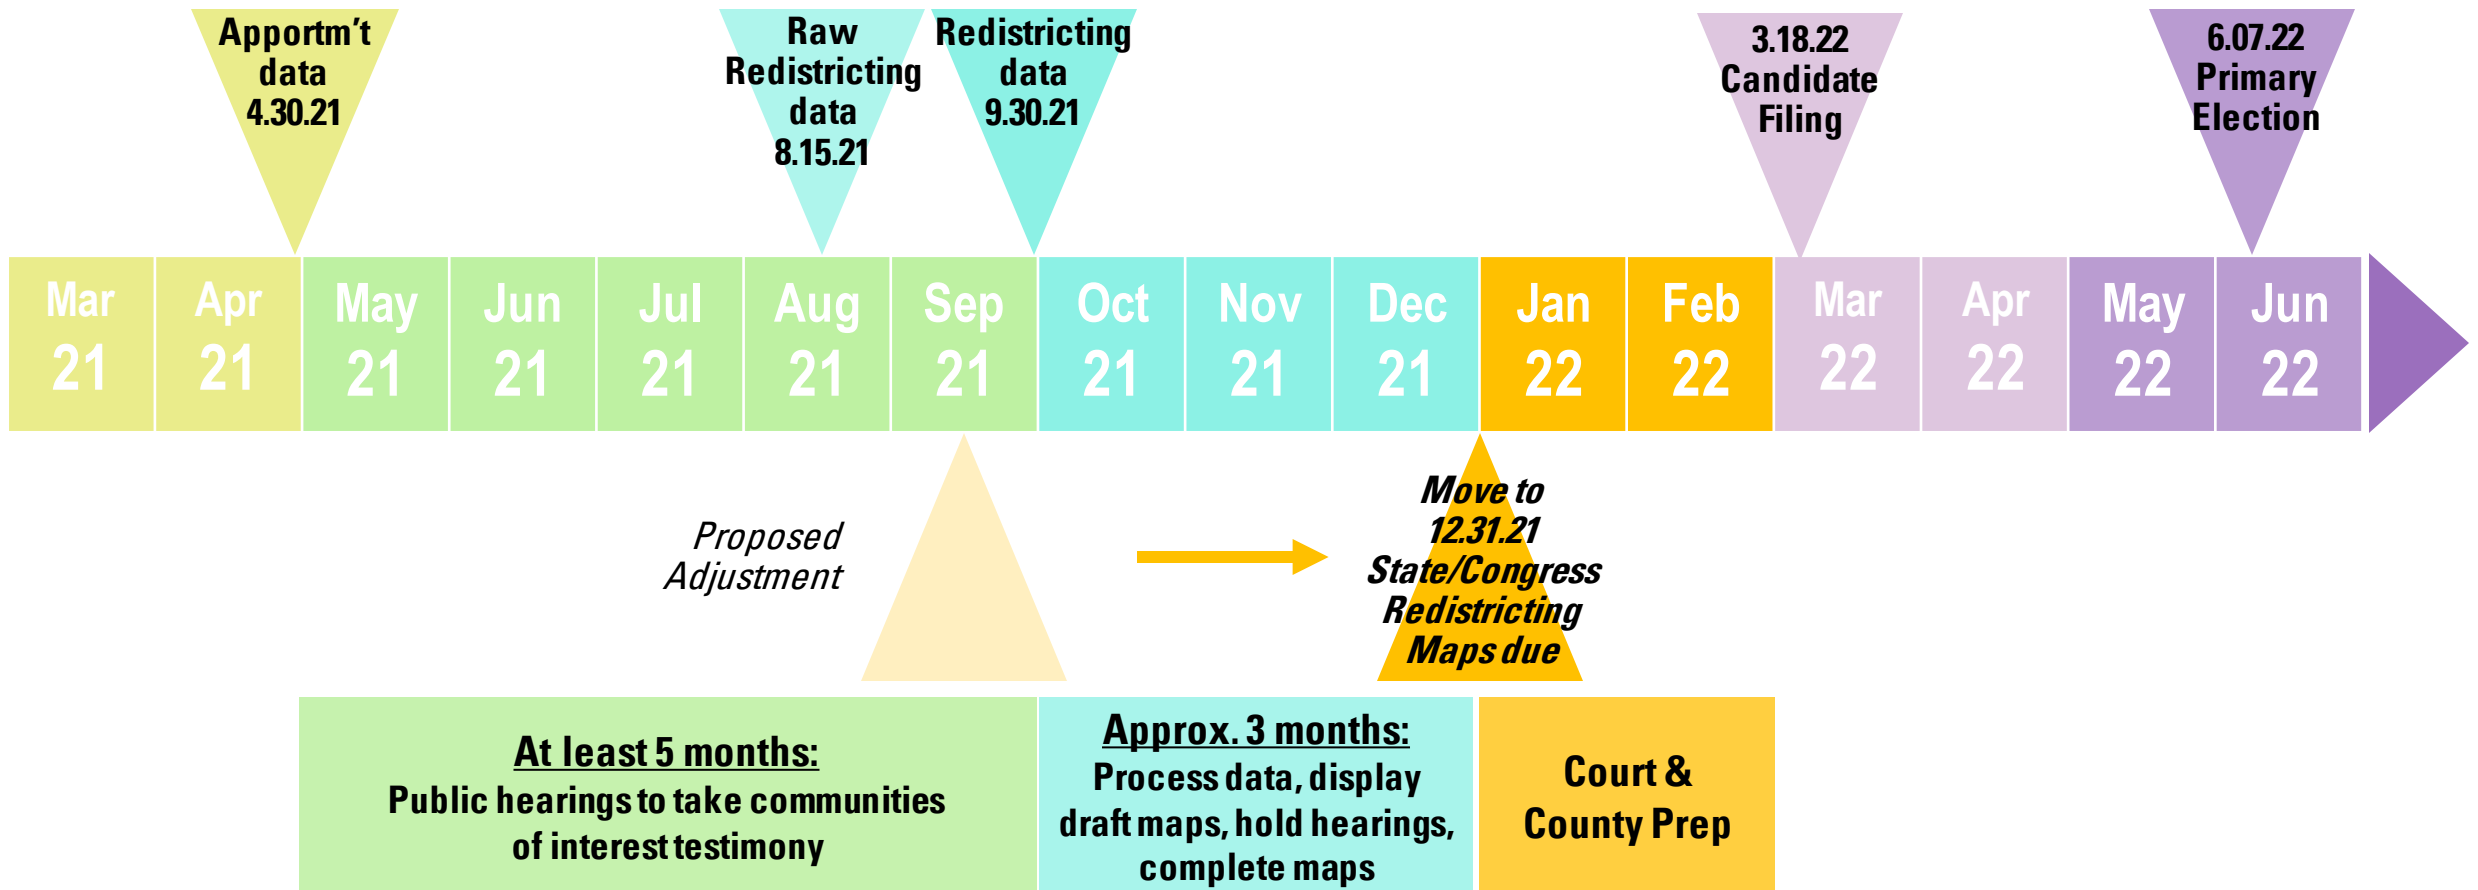 Apportm't
data
4.30.21
Raw
Redistricting
data
8.15.21
Redistricting
data
9.30.21
3.18.22
Candidate
Filing
6.07.22
Primary
Election
Mar
21
Apr
21
May
21
Jun
21
Jul
21
Aug
21
Sep
21
Oct
21
Nov
21
Dec
21
Jan
22
Feb
22
Mar
22
Apr
22
May
22
Jun
22
Proposed
Adjustment
Move to
12.31.21
State/Congress
Redistricting
Maps due
At least 5 months:
Public hearings to take communities
of interest testimony
Approx. 3 months:
Process data, display
draft maps, hold hearings,
complete maps
Court &
County Prep